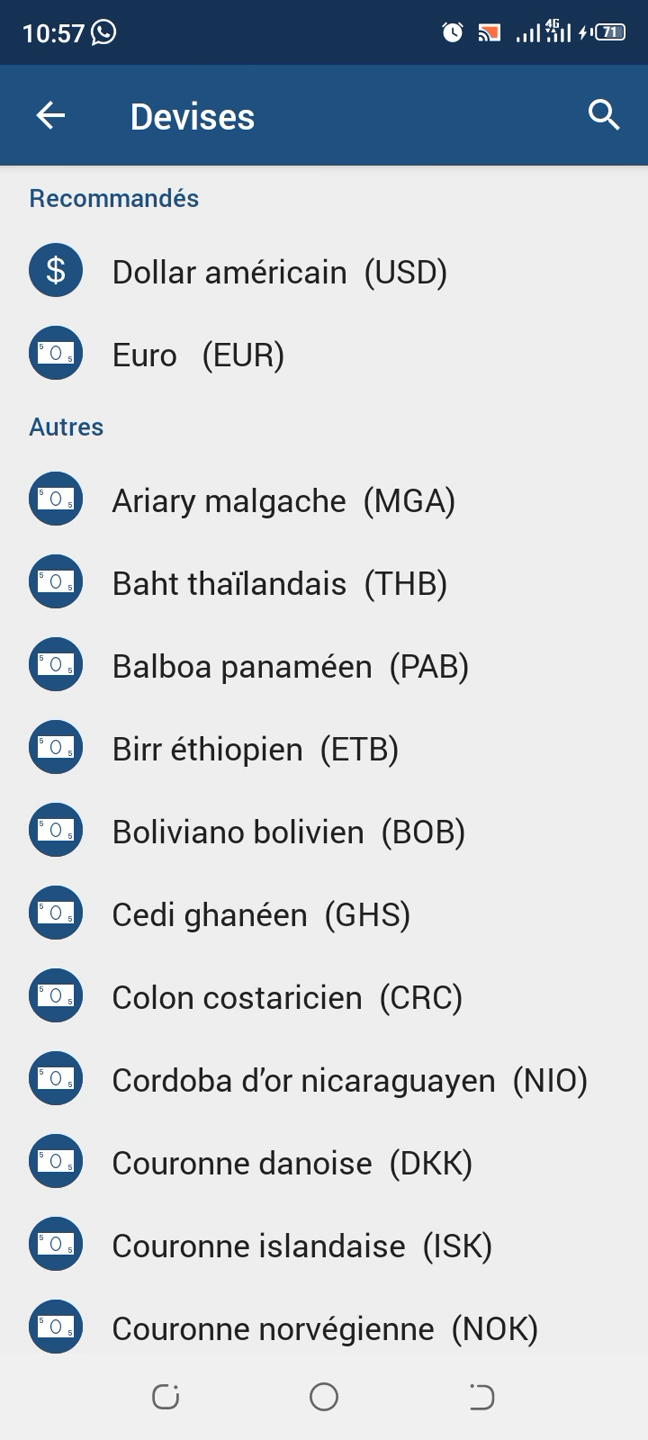 10:57
4G
71
Devises
Recommandés
$ Dollar américain (USD)
Euro (EUR)
Autres
Ariary malgache (MGA)
Baht thaïlandais (THB)
Balboa panaméen (PAB)
Birr éthiopien (ETB)
Boliviano bolivien (BOB)
Cedi ghanéen (GHS)
Colon costaricien (CRC)
Cordoba d’or nicaraguayen (NIO)
Couronne danoise (DKK)
Couronne islandaise (ISK)
Couronne norvégienne (NOK)